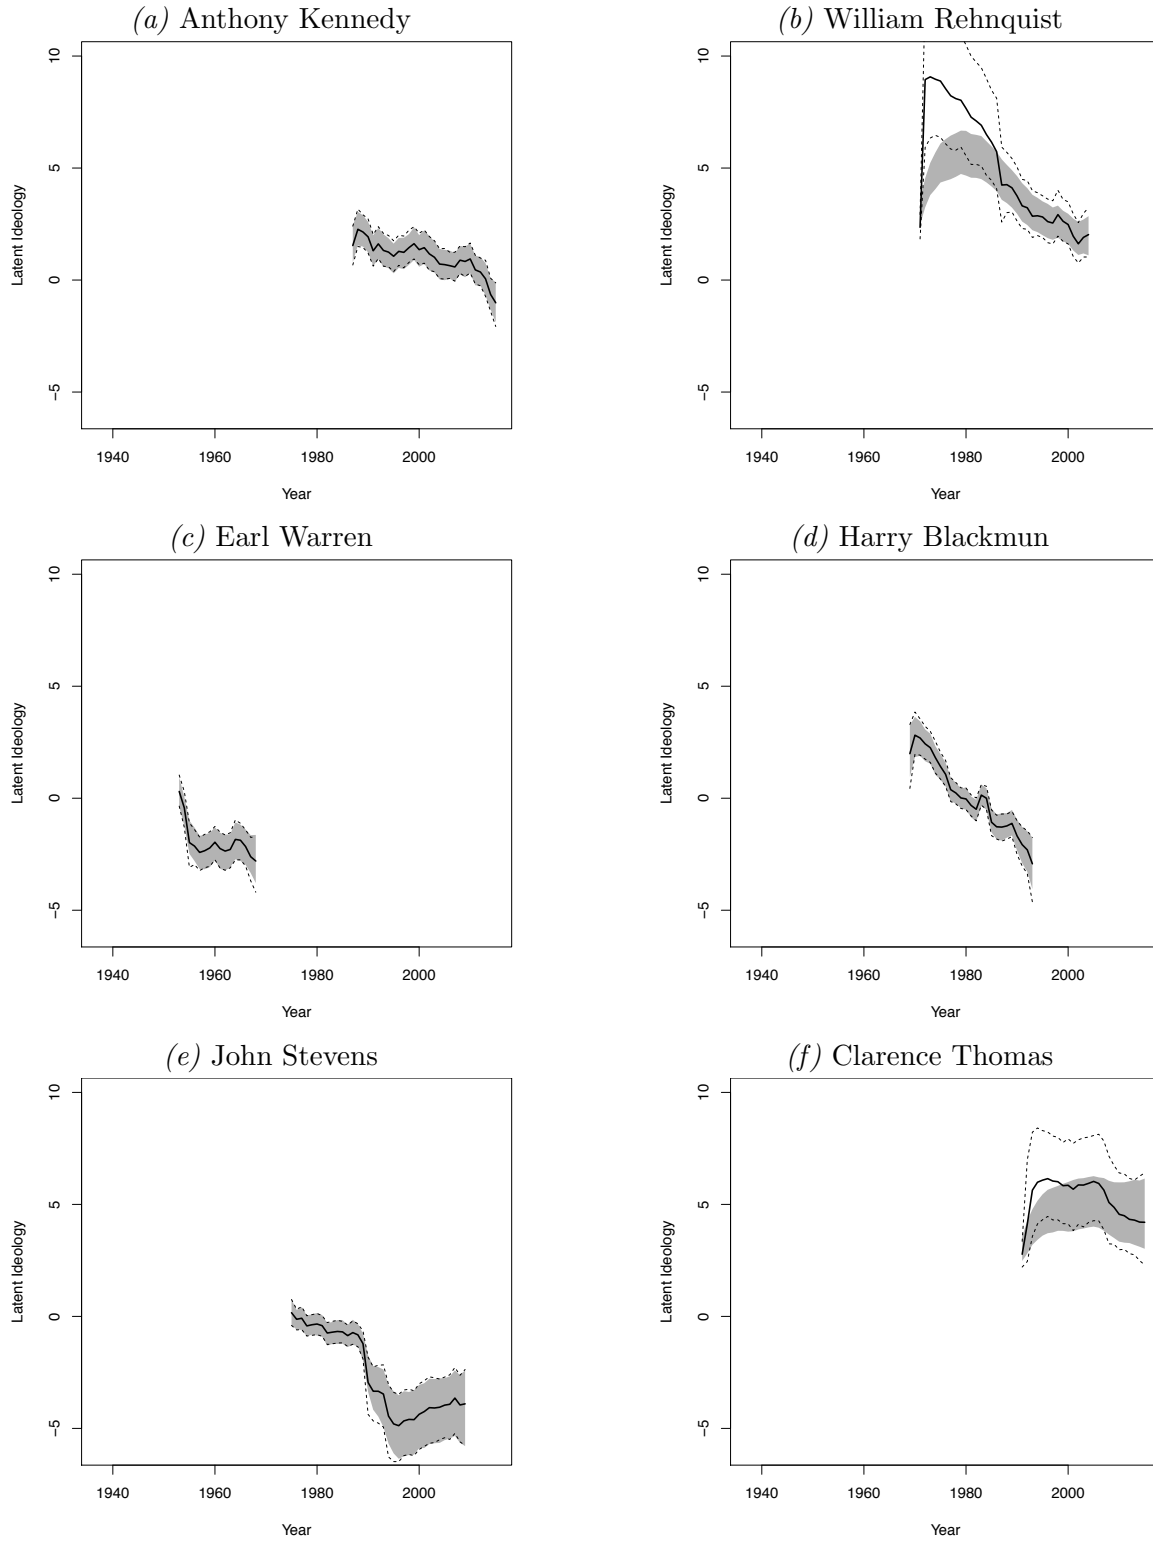 (a) Anthony Kennedy
10
5
0
−5
Latent Ideology
1940 1960 1980 2000
Year
(b) William Rehnquist
10
5
0
−5
Latent Ideology
1940 1960 1980 2000
Year
(c) Earl Warren
10
5
0
−5
Latent Ideology
1940 1960 1980 2000
Year
(d) Harry Blackmun
10
5
0
−5
Latent Ideology
1940 1960 1980 2000
Year
(e) John Stevens
10
5
0
−5
Latent Ideology
1940 1960 1980 2000
Year
(f) Clarence Thomas
10
5
0
−5
Latent Ideology
1940 1960 1980 2000
Year